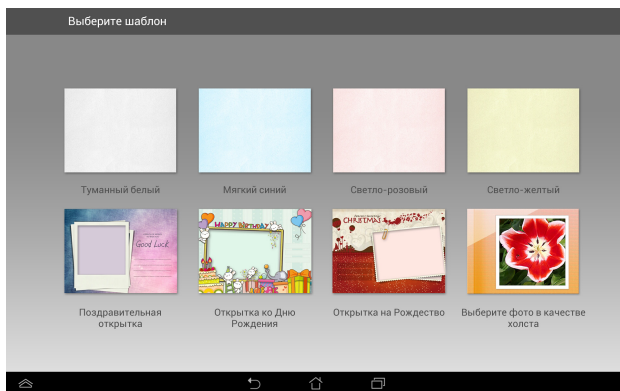 Выберите шаблон
Туманный белый
Мягкий синий
Светло-розовый
Светло-желтый
Good Luck
HAPPY BIRTHDAY
CHRISTMAS
Поздравительная
открытка
Открытка ко Дню
Рождения
Открытка на Рождество
Выберите фото в качестве
холста